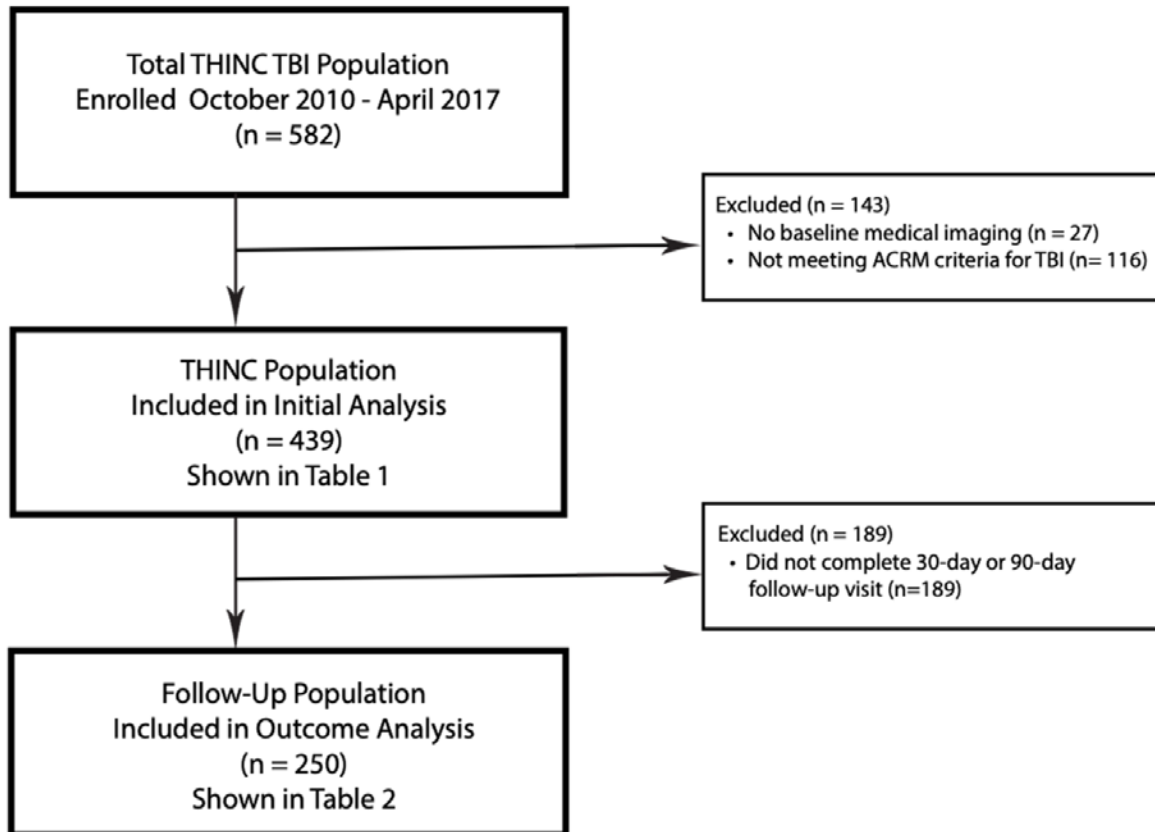 Total THINC TBI Population
Enrolled October 2010 - April 2017
(n = 582)
Excluded (n = 143)
• No baseline medical imaging (n = 27)
• Not meeting ACRM criteria for TBI (n= 116)
THINC Population
Included in Initial Analysis
(n = 439)
Shown in Table 1
Excluded (n = 189)
• Did not complete 30-day or 90-day
follow-up visit (n=189)
Follow-Up Population
Included in Outcome Analysis
(n = 250)
Shown in Table 2